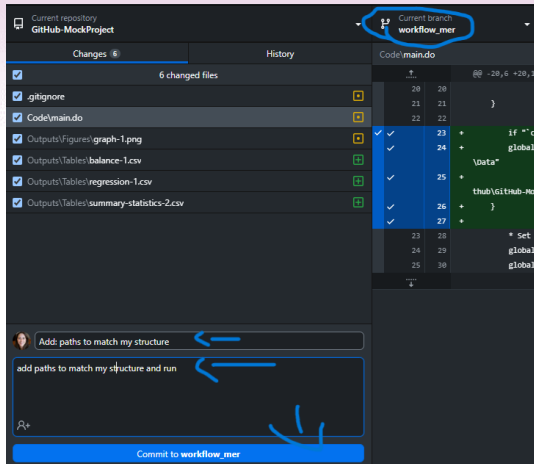 Current repository
GitHub-MockProject
Current branch
workflow_mer
Changes 6
History
6 changed files
.gitignore
Code\main.do
Outputs\Figures\graph-1.png
Outputs\Tables\balance-1.csv
Outputs\Tables\regression-1.csv
Outputs\Tables\summary-statistics-2.csv
Add: paths to match my structure
add paths to match my structure and run
Commit to workflow_mer
Code\main.do
@@ -20,6 +20,1
20 20
21 21 }
22 22
23 + if "`c
24 + global
\Data"
25 +
thub\GitHub-Mo
26 + }
27 +
23 28 * Set
24 29 global
25 30 global